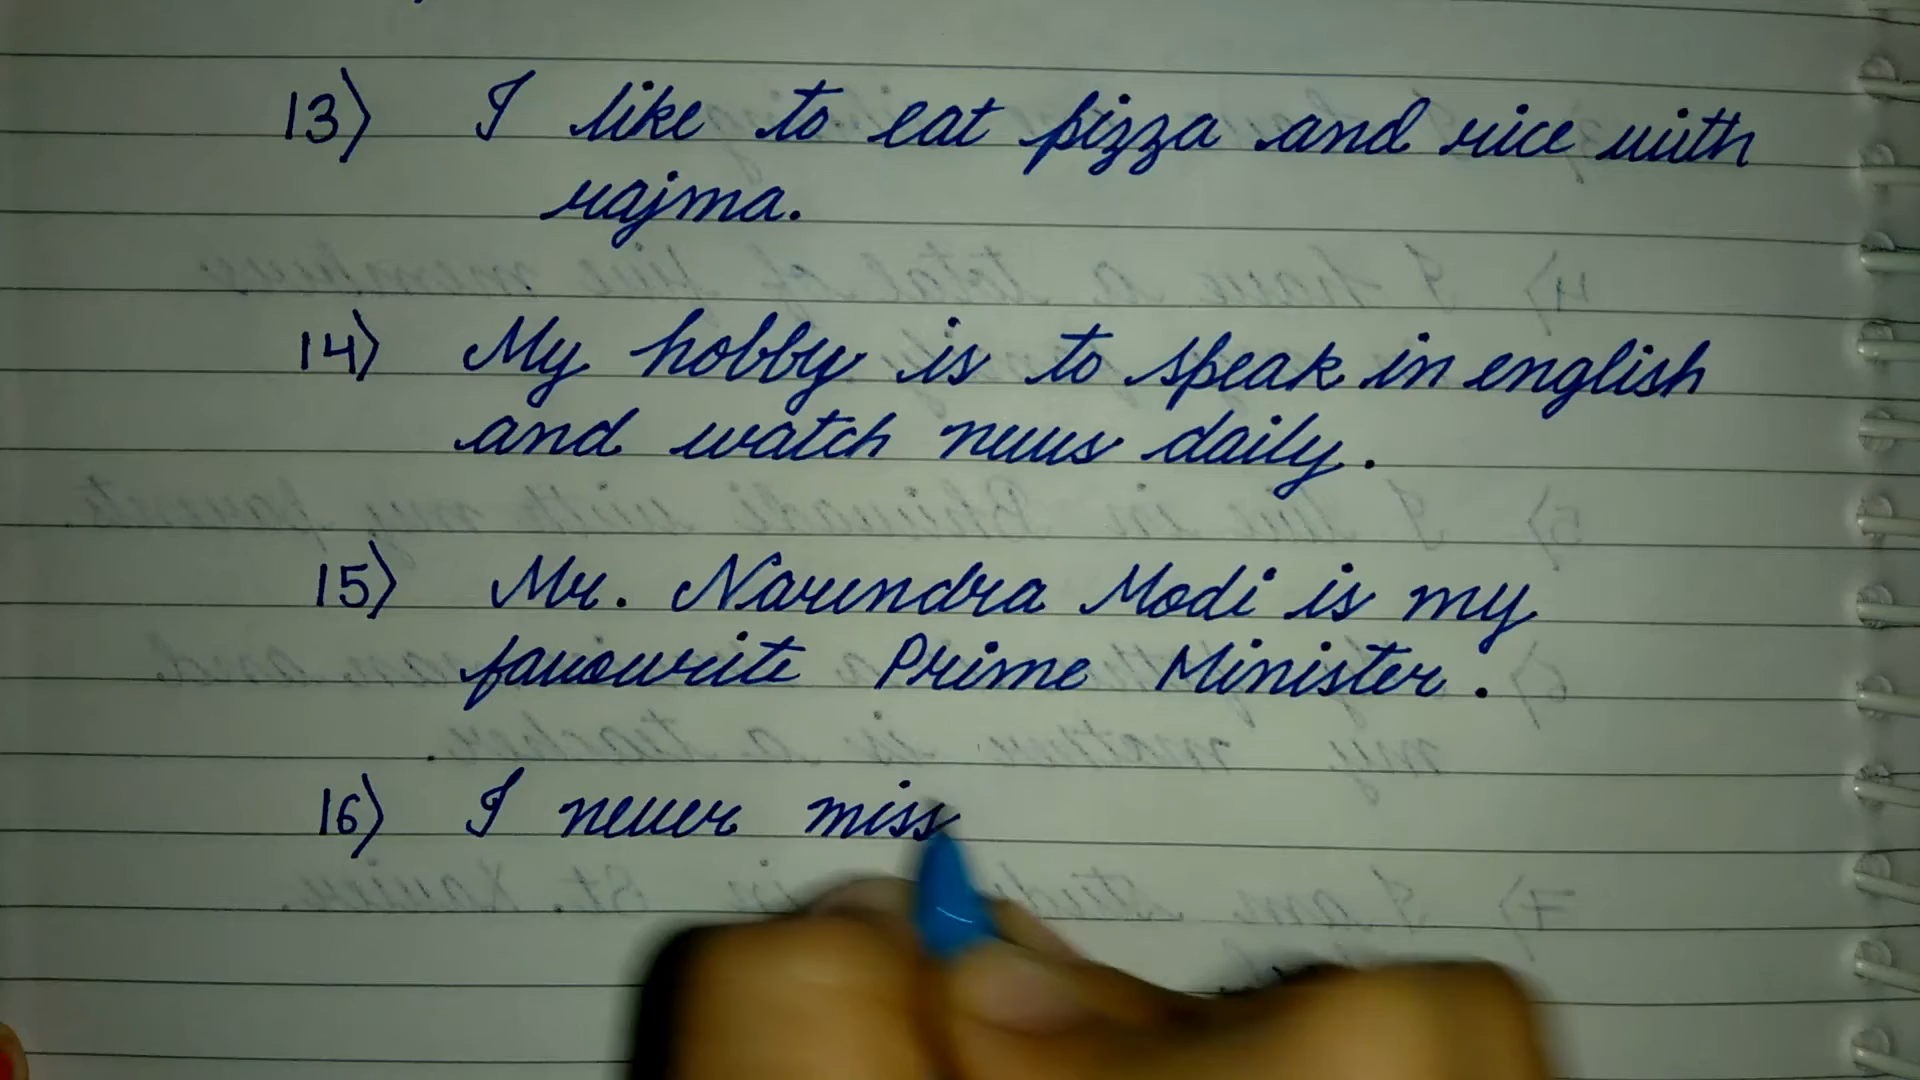 13) I like to eat pizza and rice with
rajma.
14) My hobby is to speak in english
and watch news daily.
15) Mr. Narendra Modi is my
favourite Prime Minister.
16) I never miss